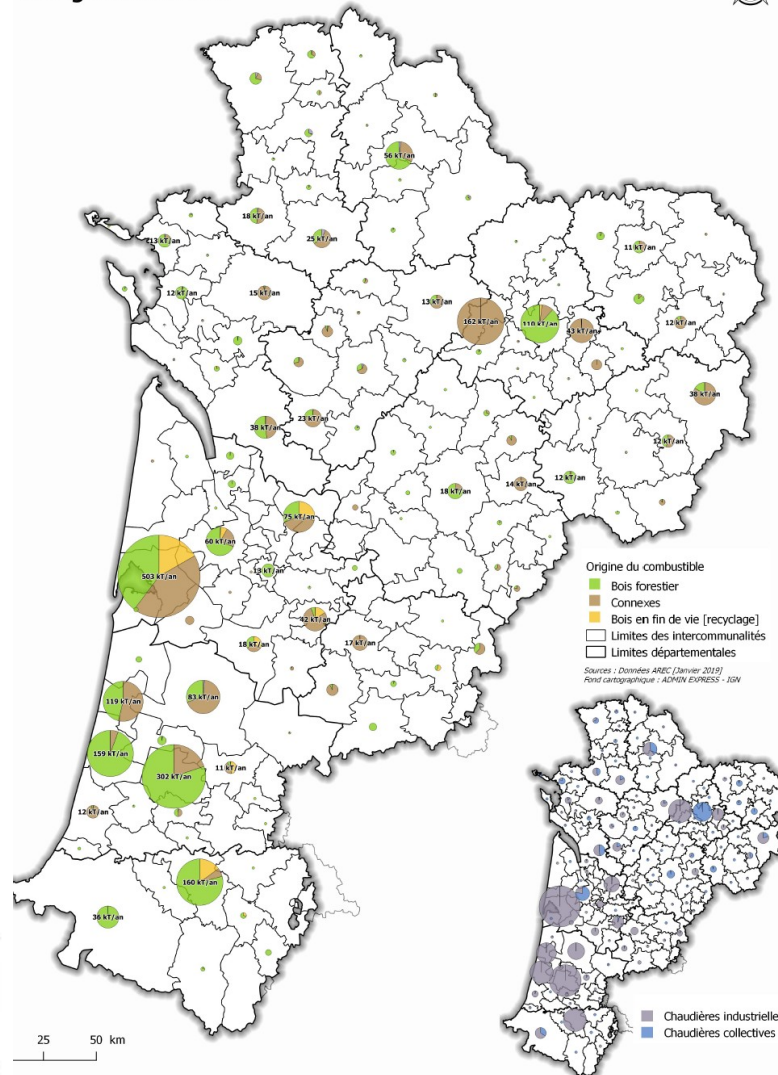 56 kT/an
18 kT/an
25 kT/an
13 kT/an
11 kT/an
12 kT/an
15 kT/an
13 kT/an
162 kT/an
110 kT/an
43 kT/an
12 kT/an
38 kT/an
23 kT/an
38 kT/an
12 kT/an
18 kT/an
14 kT/an
12 kT/an
75 kT/an
60 kT/an
503 kT/an
13 kT/an
42 kT/an
18 kT/an
17 kT/an
Origine du combustible
Bois forestier
Connexes
Bois en fin de vie [recyclage]
Limites des intercommunalités
Limites départementales
Sources : Données AREC [Janvier 2019]
Fond cartographique : ADMIN EXPRESS - IGN
119 kT/an
83 kT/an
159 kT/an
302 kT/an
11 kT/an
12 kT/an
160 kT/an
36 kT/an
25 50 km
Chaudières industrielle
Chaudières collectives